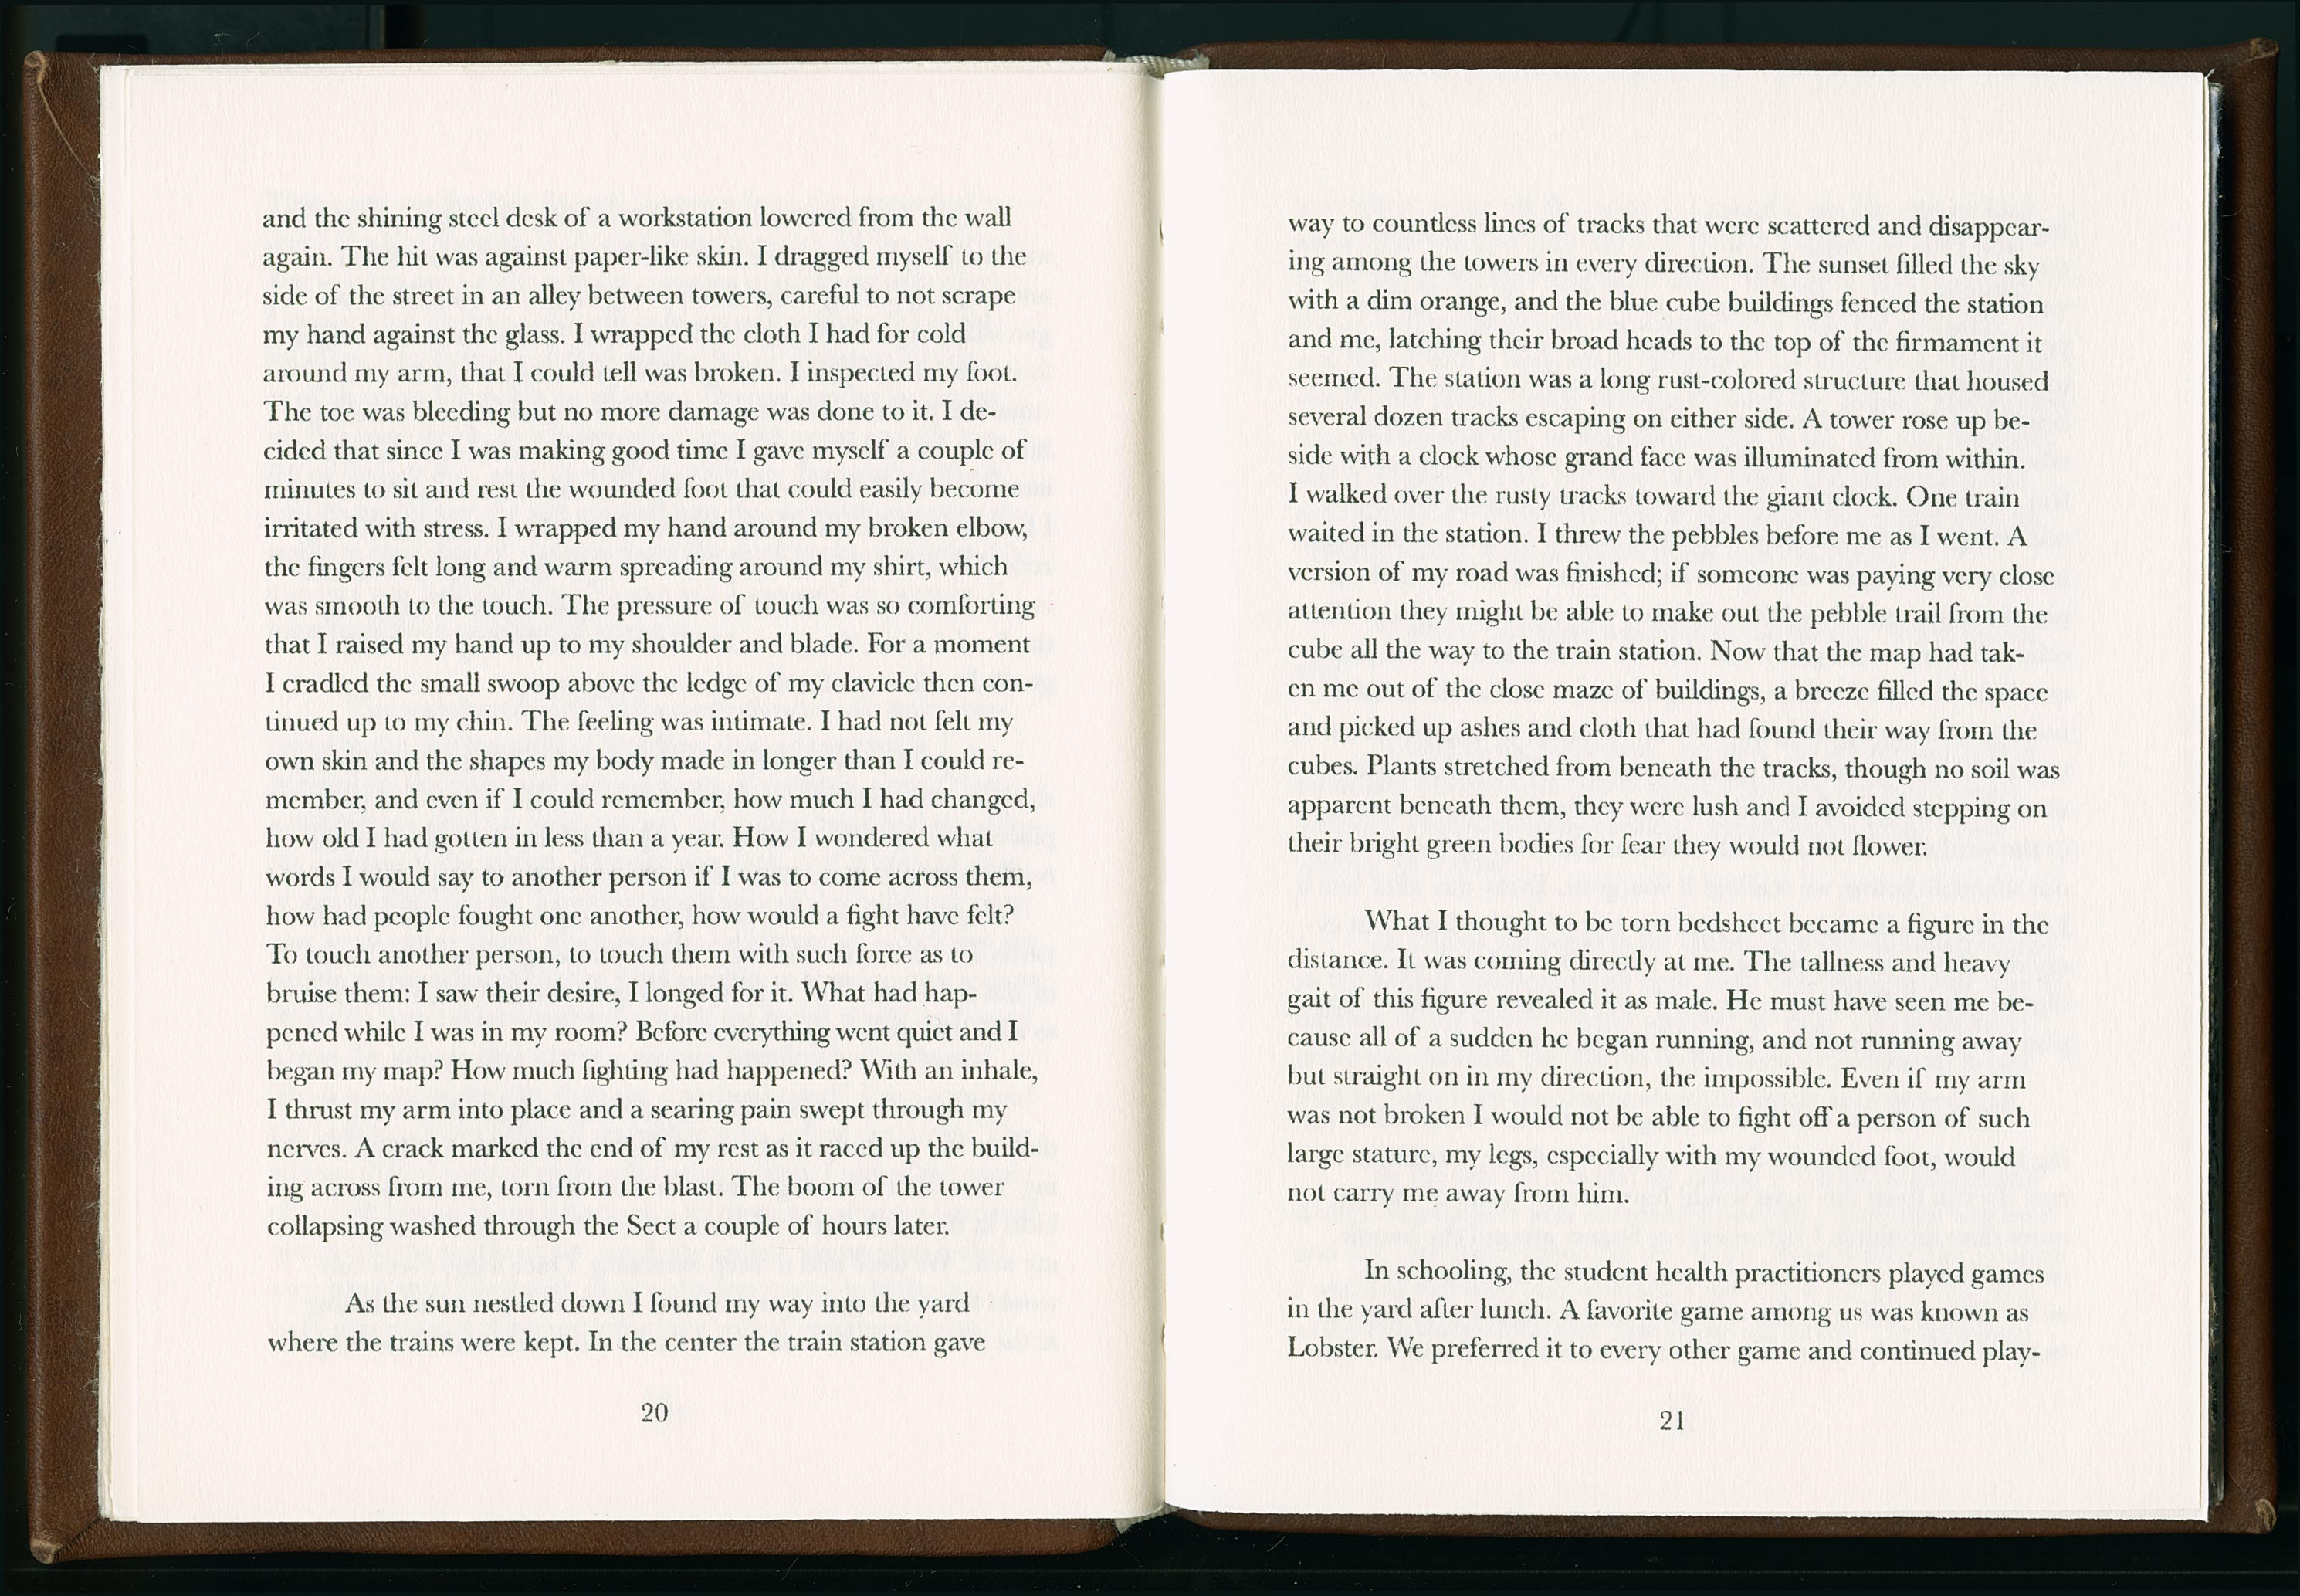 and the shining steel desk of a workstation lowered from the wall
again. The hit was against paper-like skin. I dragged myself to the
side of the street in an alley between towers, careful to not scrape
my hand against the glass. I wrapped the cloth I had for cold
around my arm, that I could tell was broken. I inspected my foot.
The toe was bleeding but no more damage was done to it. I de-
cided that since I was making good time I gave myself a couple of
minutes to sit and rest the wounded foot that could easily become
irritated with stress. I wrapped my hand around my broken elbow,
the fingers felt long and warm spreading around my shirt, which
was smooth to the touch. The pressure of touch was so comforting
that I raised my hand up to my shoulder and blade. For a moment
I cradled the small swoop above the ledge of my clavicle then con-
tinued up to my chin. The feeling was intimate. I had not felt my
own skin and the shapes my body made in longer than I could re-
member, and even if I could remember, how much I had changed,
how old I had gotten in less than a year. How I wondered what
words I would say to another person if I was to come across them,
how had people fought one another, how would a fight have felt?
To touch another person, to touch them with such force as to
bruise them: I saw their desire, I longed for it. What had hap-
pened while I was in my room? Before everything went quiet and I
began my map? How much fighting had happened? With an inhale,
I thrust my arm into place and a searing pain swept through my
nerves. A crack marked the end of my rest as it raced up the build-
ing across from me, torn from the blast. The boom of the tower
collapsing washed through the Sect a couple of hours later.
As the sun nestled down I found my way into the yard
where the trains were kept. In the center the train station gave
20
way to countless lines of tracks that were scattered and disappear-
ing among the towers in every direction. The sunset filled the sky
with a dim orange, and the blue cube buildings fenced the station
and me, latching their broad heads to the top of the firmament it
seemed. The station was a long rust-colored structure that housed
several dozen tracks escaping on either side. A tower rose up be-
side with a clock whose grand face was illuminated from within.
I walked over the rusty tracks toward the giant clock. One train
waited in the station. I threw the pebbles before me as I went. A
version of my road was finished; if someone was paying very close
attention they might be able to make out the pebble trail from the
cube all the way to the train station. Now that the map had tak-
en me out of the close maze of buildings, a breeze filled the space
and picked up ashes and cloth that had found their way from the
cubes. Plants stretched from beneath the tracks, though no soil was
apparent beneath them, they were lush and I avoided stepping on
their bright green bodies for fear they would not flower.
What I thought to be torn bedsheet became a figure in the
distance. It was coming directly at me. The tallness and heavy
gait of this figure revealed it as male. He must have seen me be-
cause all of a sudden he began running, and not running away
but straight on in my direction, the impossible. Even if my arm
was not broken I would not be able to fight off a person of such
large stature, my legs, especially with my wounded foot, would
not carry me away from him.
In schooling, the student health practitioners played games
in the yard after lunch. A favorite game among us was known as
Lobster. We preferred it to every other game and continued play-
21